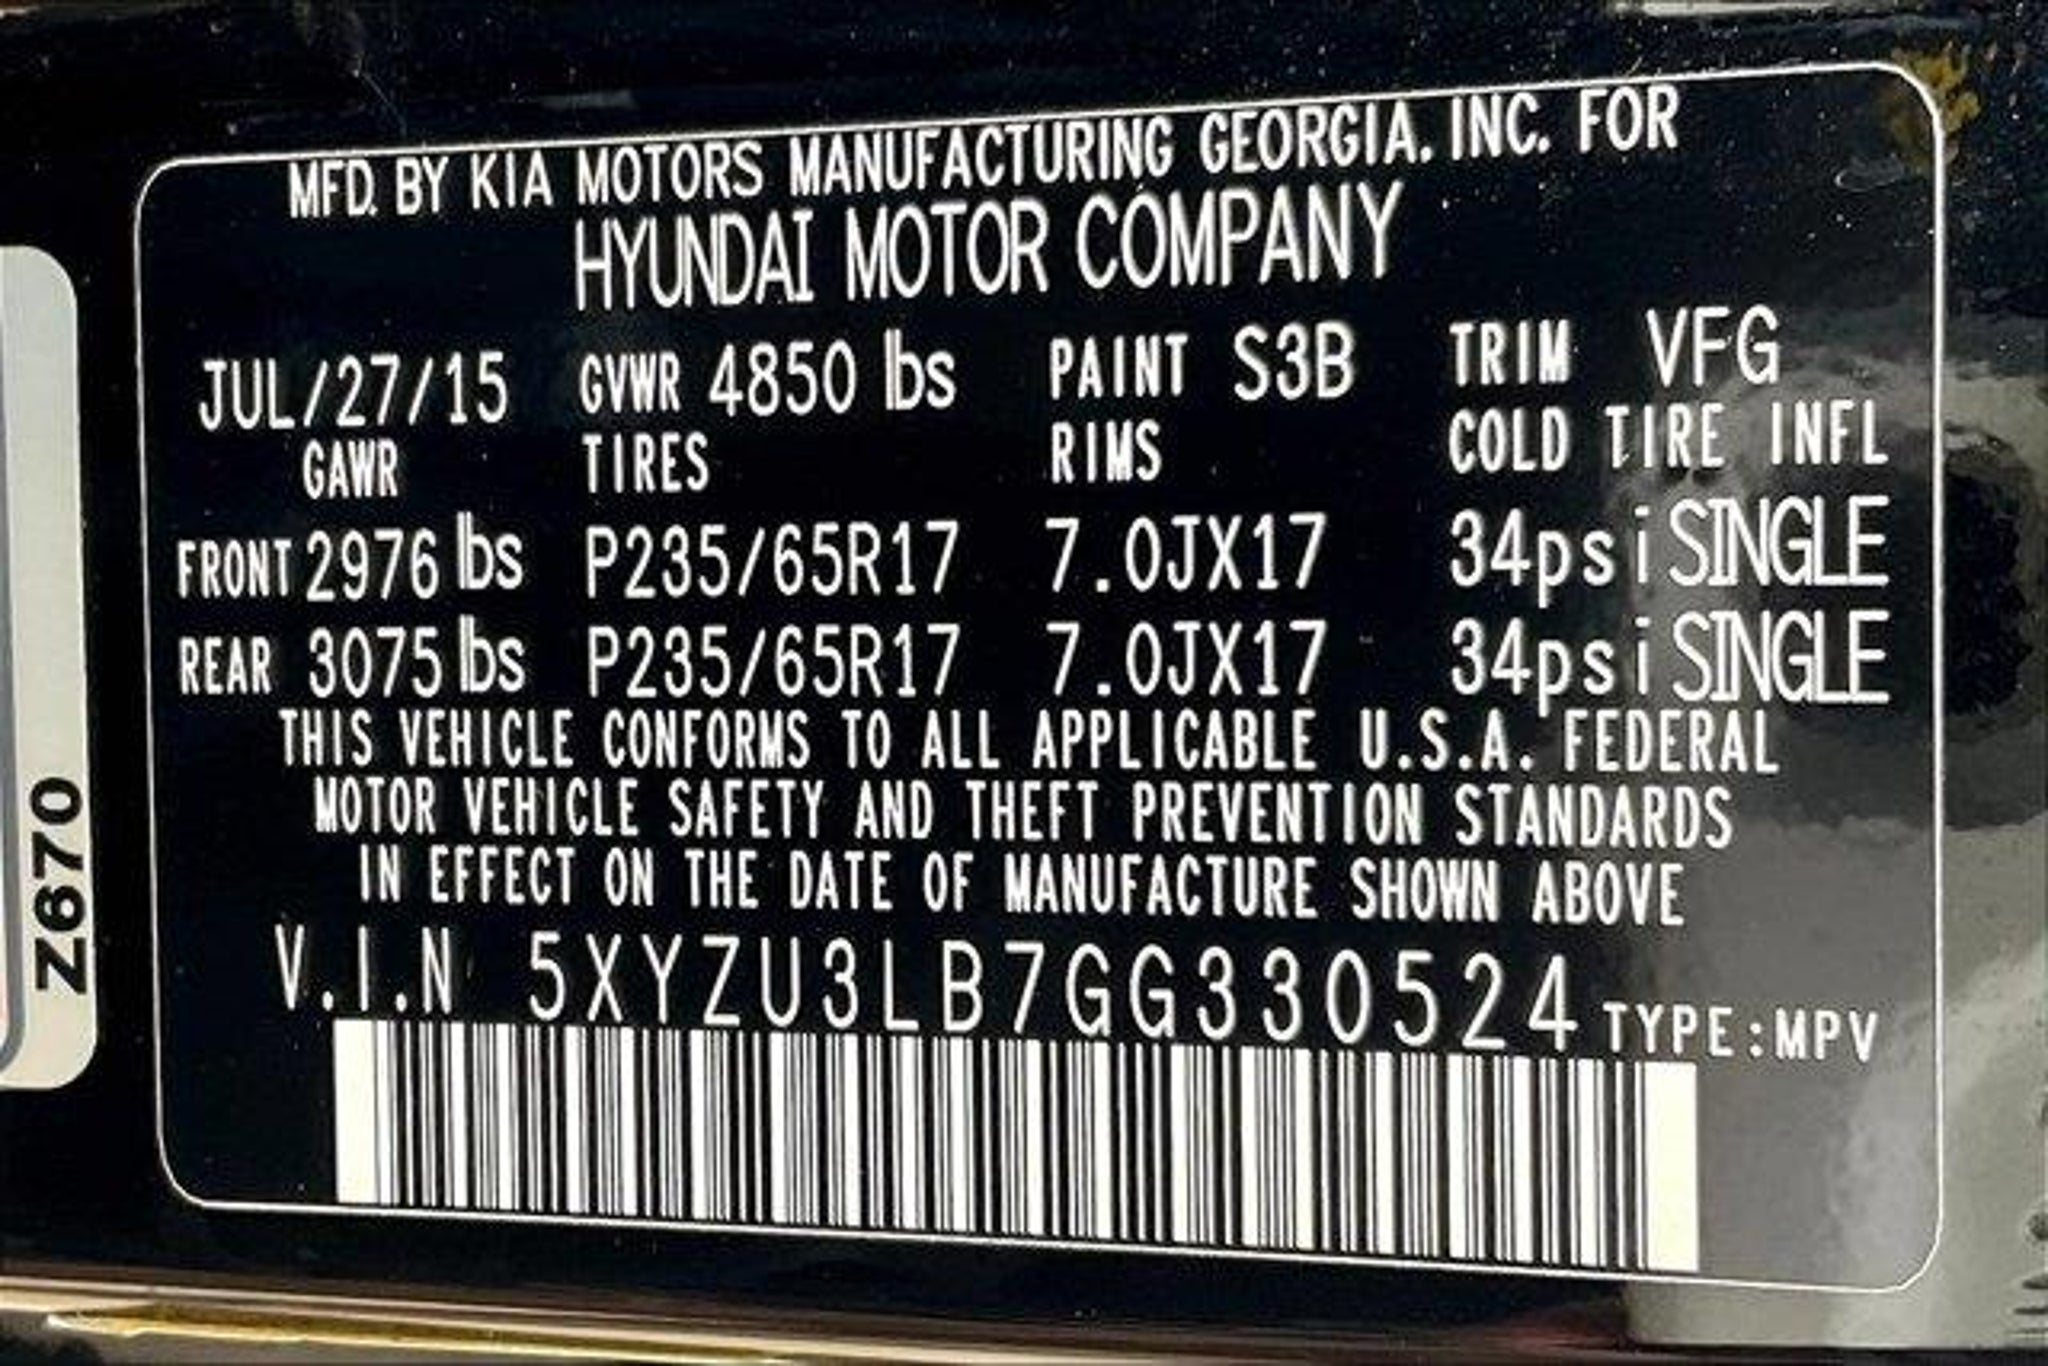 MFD. BY KIA MOTORS MANUFACTURING GEORGIA. INC. FOR
HYUNDAI MOTOR COMPANY
JUL/27/15 GVWR 4850 lbs PAINT S3B TRIM VFG
GAWR TIRES RIMS COLD TIRE INFL
FRONT 2976 lbs P235/65R17 7.0JX17 34psi SINGLE
REAR 3075 lbs P235/65R17 7.0JX17 34psi SINGLE
THIS VEHICLE CONFORMS TO ALL APPLICABLE U.S.A. FEDERAL
MOTOR VEHICLE SAFETY AND THEFT PREVENTION STANDARDS
IN EFFECT ON THE DATE OF MANUFACTURE SHOWN ABOVE
V.I.N 5XYZU3LB7GG330524 TYPE:MPV
Z670